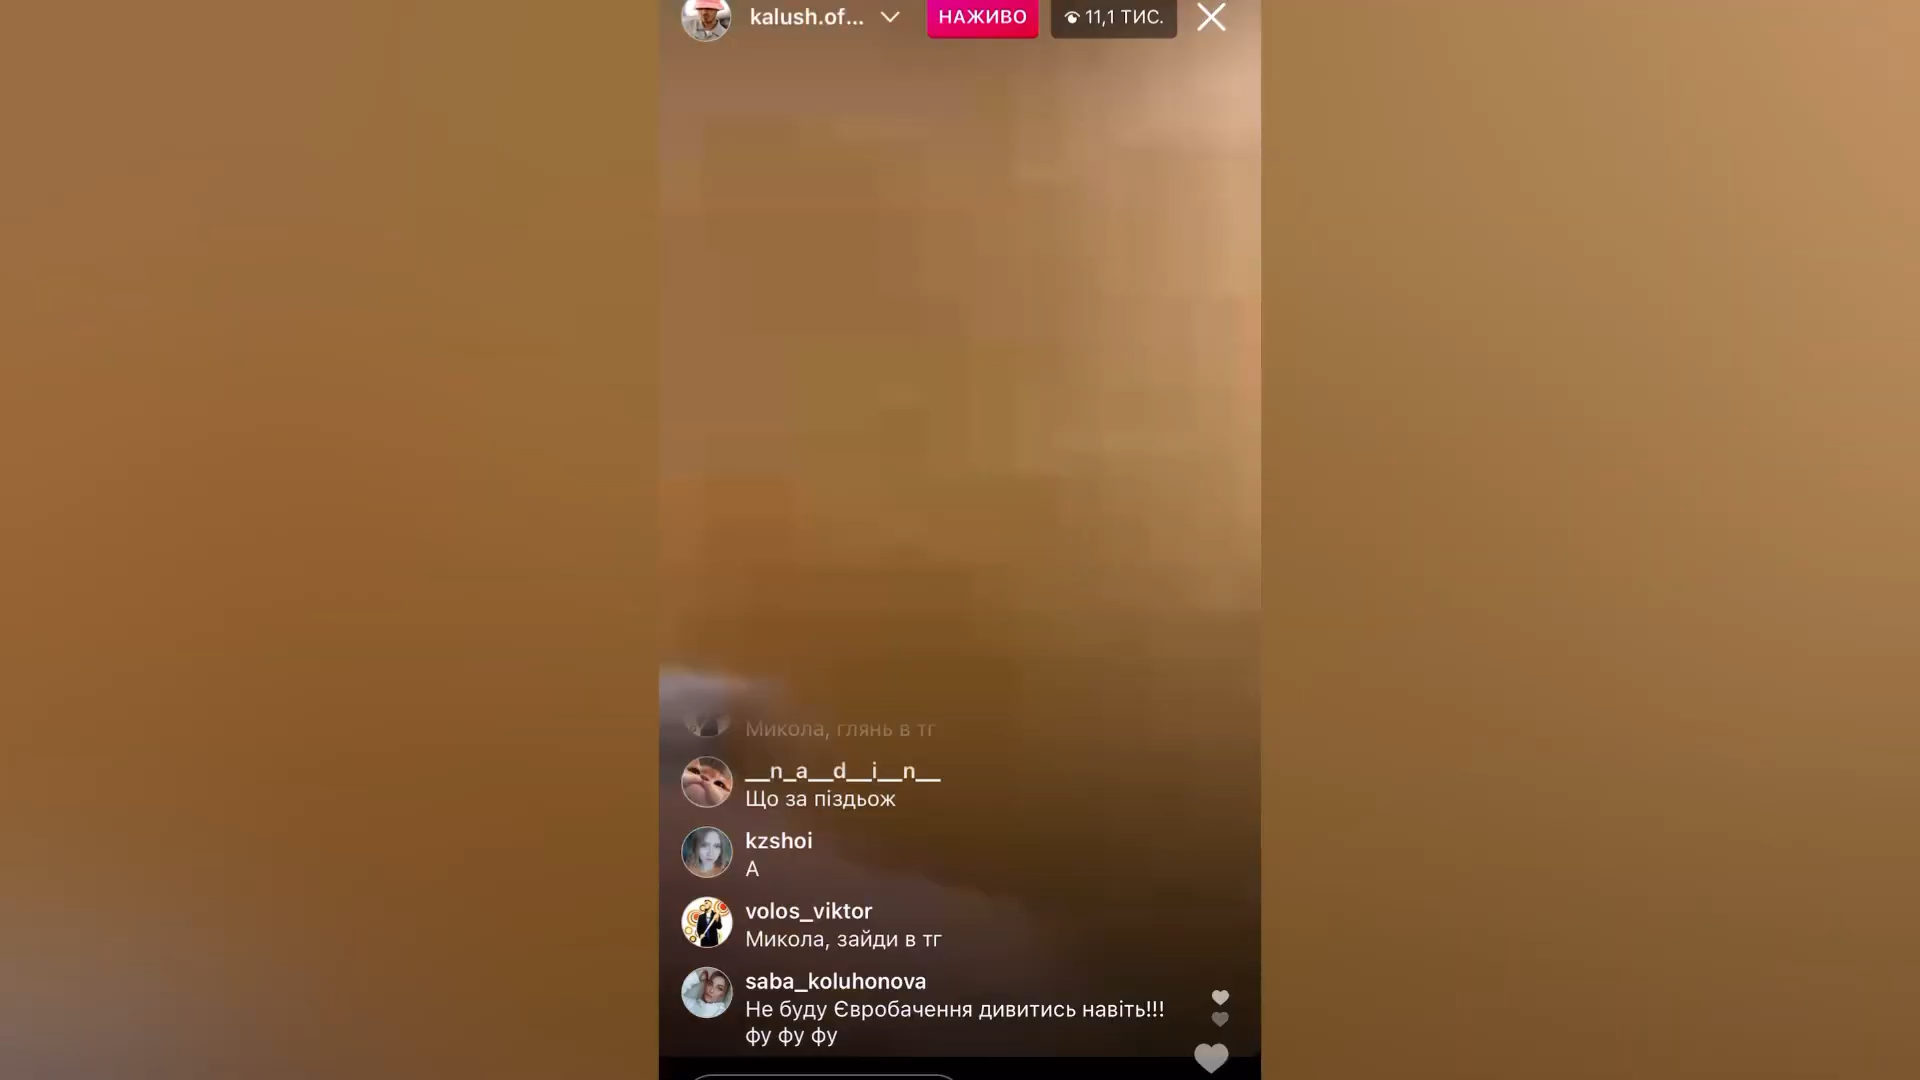 kalush.of...
НАЖИВО
11,1 ТИС.
Микола, глянь в тг
__n_a__d__i__n__
Що за піздьож
kzshoi
А
volos_viktor
Микола, зайди в тг
saba_koluhonova
Не буду Євробачення дивитись навіть!!!
фу фу фу